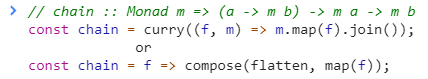 > // chain :: Monad m => (a -> m b) -> m a -> m b
const chain = curry((f, m) => m.map(f).join());
or
const chain = f => compose(flatten, map(f));